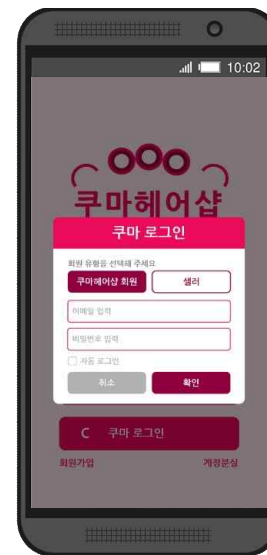 10:02
쿠마헤어샵
쿠마 로그인
회원 유형을 선택해 주세요
쿠마헤어샵 회원 셀러
이메일 입력
비밀번호 입력
자동 로그인
취소 확인
C 쿠마 로그인
회원가입 계정분실